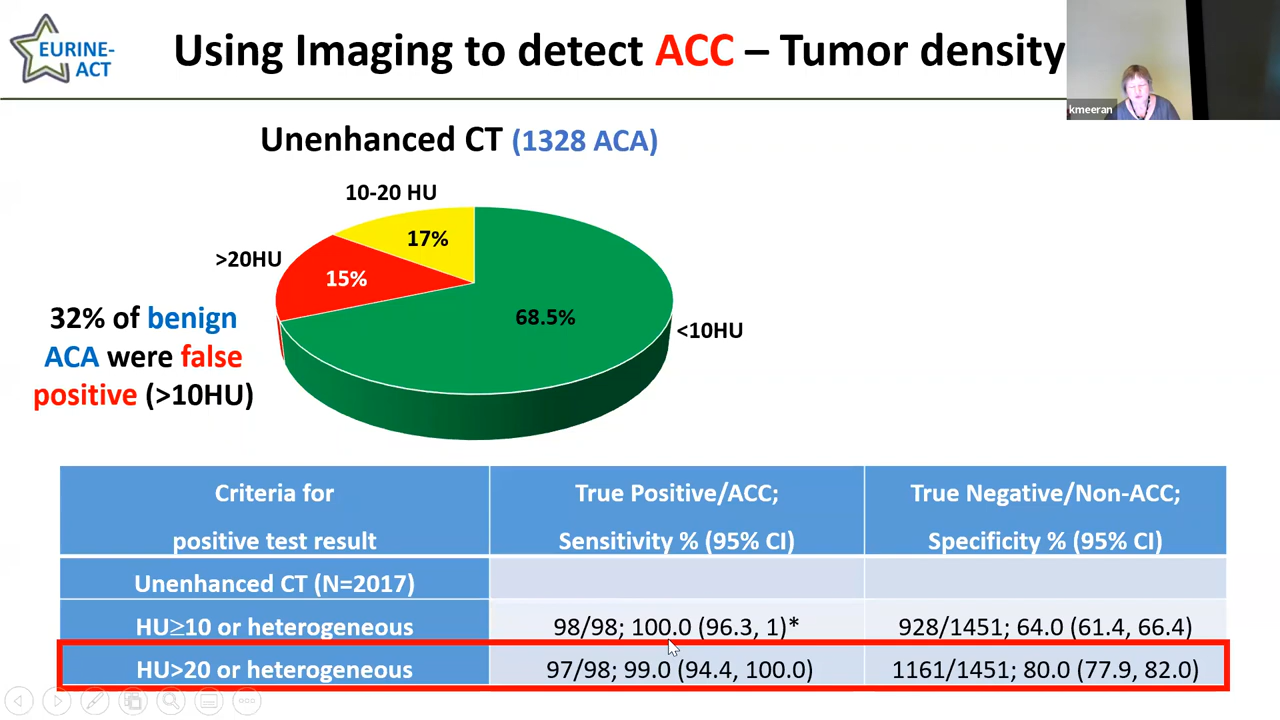 EURINE-
ACT
Using Imaging to detect ACC – Tumor density
kmeeran
Unenhanced CT (1328 ACA)
10-20 HU
17%
>20HU
15%
68.5%
<10HU
32% of benign
ACA were false
positive (>10HU)
Criteria for
positive test result
True Positive/ACC;
Sensitivity % (95% CI)
True Negative/Non-ACC;
Specificity % (95% CI)
Unenhanced CT (N=2017)
HU≥10 or heterogeneous
98/98; 100.0 (96.3, 1)*
928/1451; 64.0 (61.4, 66.4)
HU>20 or heterogeneous
97/98; 99.0 (94.4, 100.0)
1161/1451; 80.0 (77.9, 82.0)